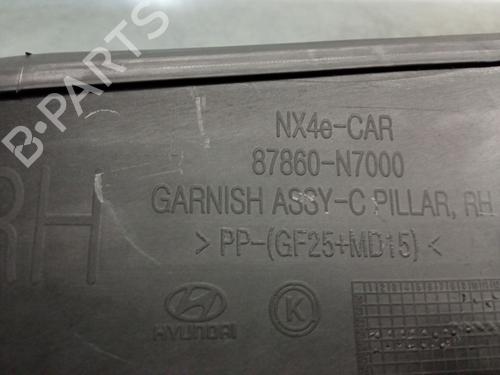 B-PARTS
NX4e-CAR
87860-N7000
GARNISH ASSY-C PILLAR, RH
>PP-(GF25+MD15)<
RH
HYUNDAI
K